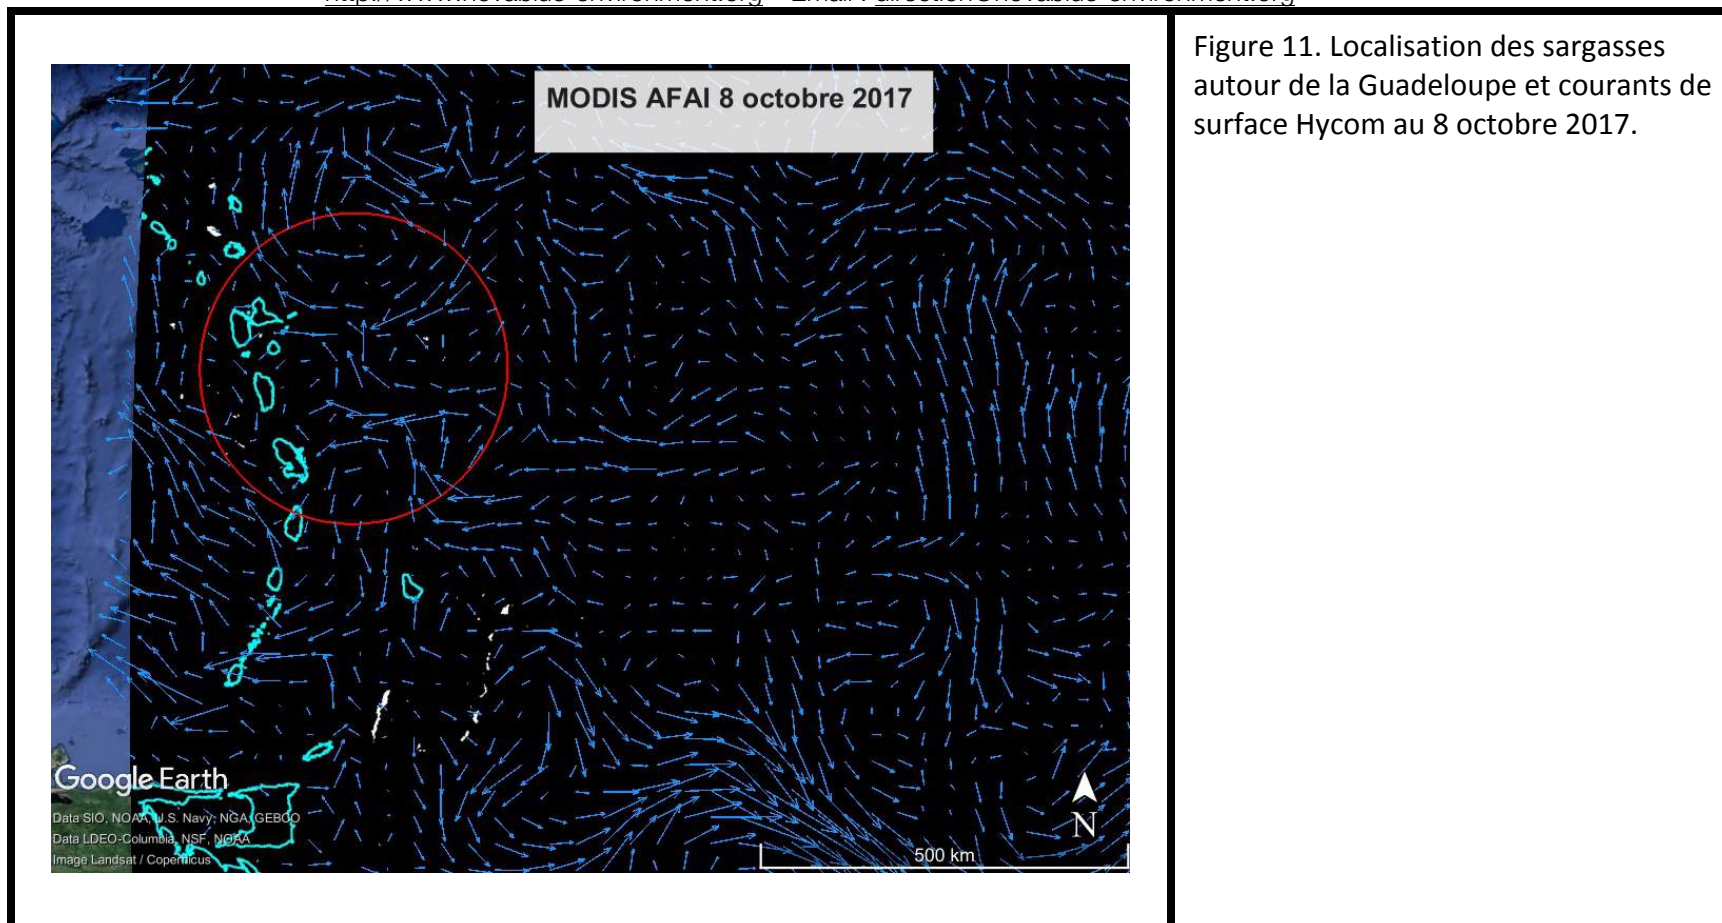 Figure 11. Localisation des sargasses
autour de la Guadeloupe et courants de
surface Hycom au 8 octobre 2017.
MODIS AFAI 8 octobre 2017
Google Earth
Data SIO, NOAA, U.S. Navy, NGA, GEBCO
Data LDEO-Columbia, NSF, NOAA
Image Landsat / Copernicus
N
500 km